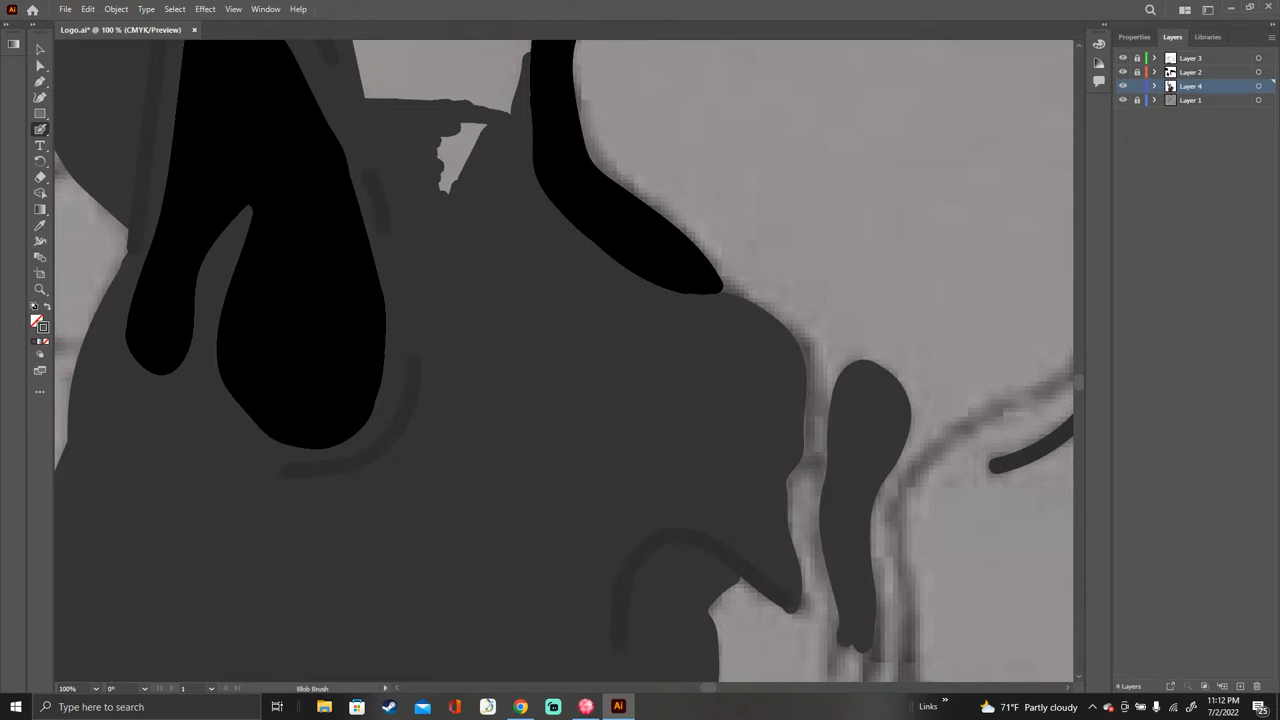 File Edit Object Type Select Effect View Window Help
Logo.ai* @ 100 % (CMYK/Preview)
Properties Layers Libraries
Layer 3
Layer 2
Layer 4
Layer 1
100% 0° 1 Blob Brush
4 Layers
Type here to search
Links
71°F Partly cloudy
11:12 PM
7/2/2022